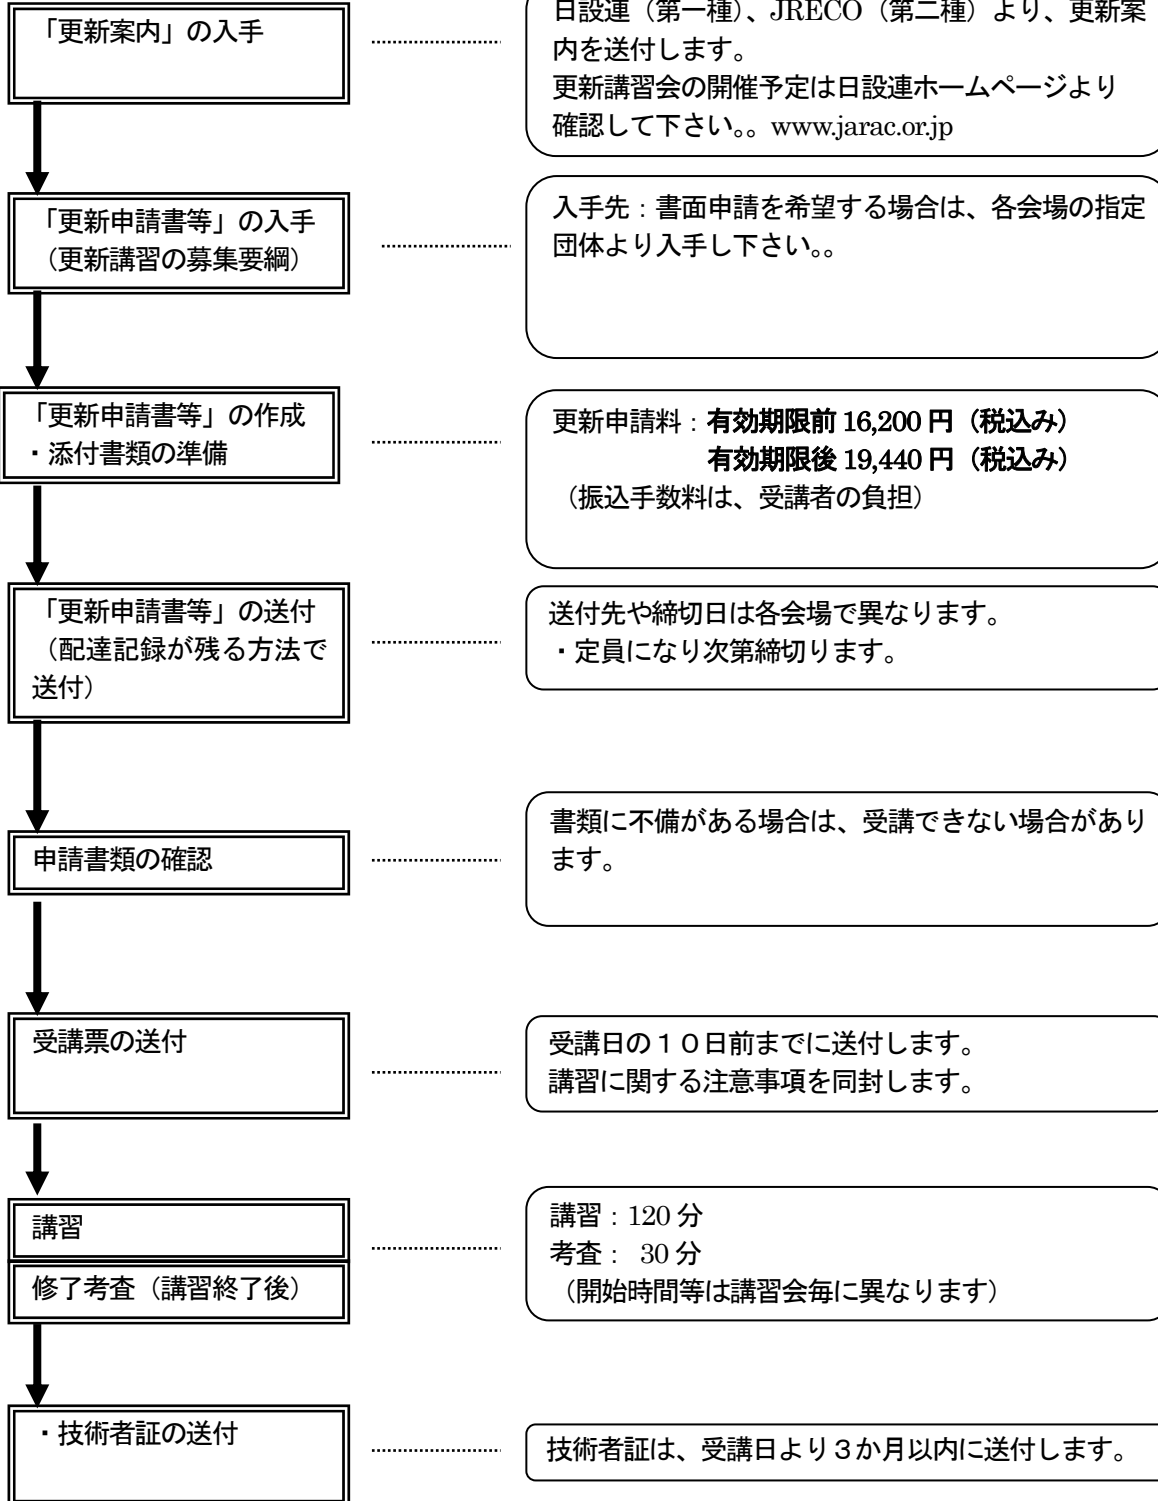 「更新案内」の入手
日設連（第一種）、JRECO（第二種）より、更新案
内を送付します。
更新講習会の開催予定は日設連ホームページより
確認して下さい。。www.jarac.or.jp
「更新申請書等」の入手
（更新講習の募集要綱）
入手先：書面申請を希望する場合は、各会場の指定
団体より入手し下さい。。
「更新申請書等」の作成
・添付書類の準備
更新申請料：有効期限前 16,200 円（税込み）
有効期限後 19,440 円（税込み）
（振込手数料は、受講者の負担）
「更新申請書等」の送付
（配達記録が残る方法で
送付）
送付先や締切日は各会場で異なります。
・定員になり次第締切ります。
申請書類の確認
書類に不備がある場合は、受講できない場合があり
ます。
受講票の送付
受講日の１０日前までに送付します。
講習に関する注意事項を同封します。
講習
修了考査（講習終了後）
講習：120 分
考査： 30 分
（開始時間等は講習会毎に異なります）
・技術者証の送付
技術者証は、受講日より３か月以内に送付します。